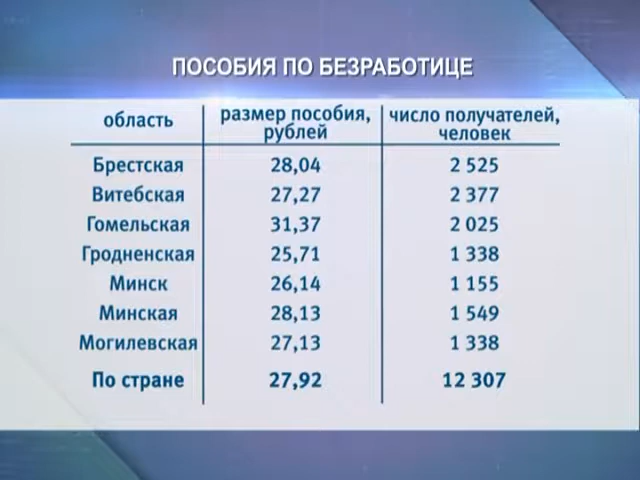 ПОСОБИЯ ПО БЕЗРАБОТИЦЕ
область размер пособия, рублей число получателей, человек
Брестская 28,04 2 525
Витебская 27,27 2 377
Гомельская 31,37 2 025
Гродненская 25,71 1 338
Минск 26,14 1 155
Минская 28,13 1 549
Могилевская 27,13 1 338
По стране 27,92 12 307